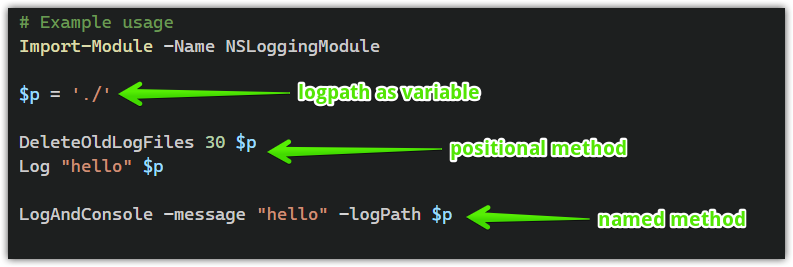 # Example usage
Import-Module -Name NSLoggingModule
$p = './'
logpath as variable
DeleteOldLogFiles 30 $p
positional method
Log "hello" $p
LogAndConsole -message "hello" -logPath $p
named method